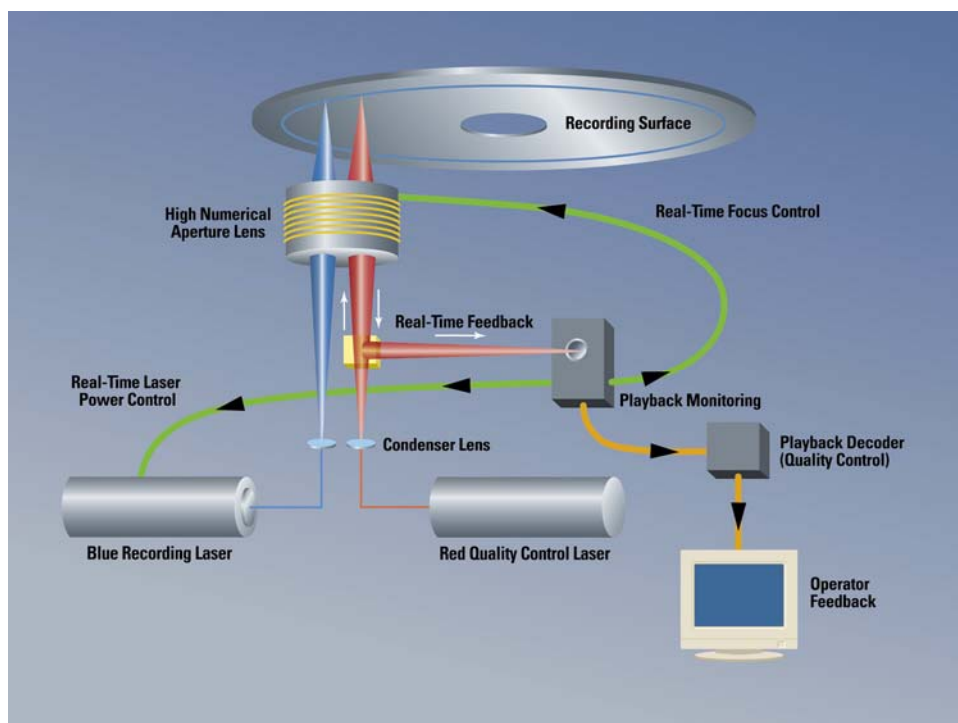 Recording Surface
High Numerical
Aperture Lens
Real-Time Focus Control
Real-Time Feedback
Real-Time Laser
Power Control
Playback Monitoring
Condenser Lens
Playback Decoder
(Quality Control)
Blue Recording Laser
Red Quality Control Laser
Operator
Feedback